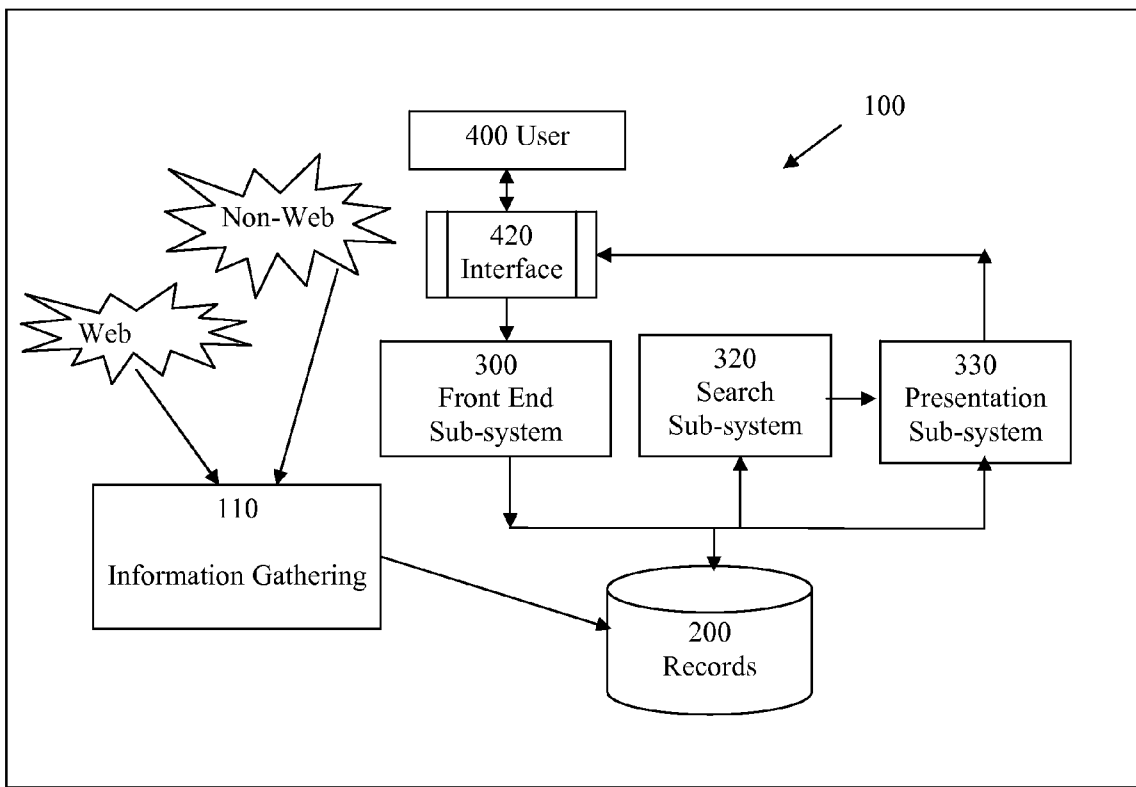 100
400 User
Non-Web
420
Interface
Web
300
Front End
Sub-system
320
Search
Sub-system
330
Presentation
Sub-system
110
Information Gathering
200
Records